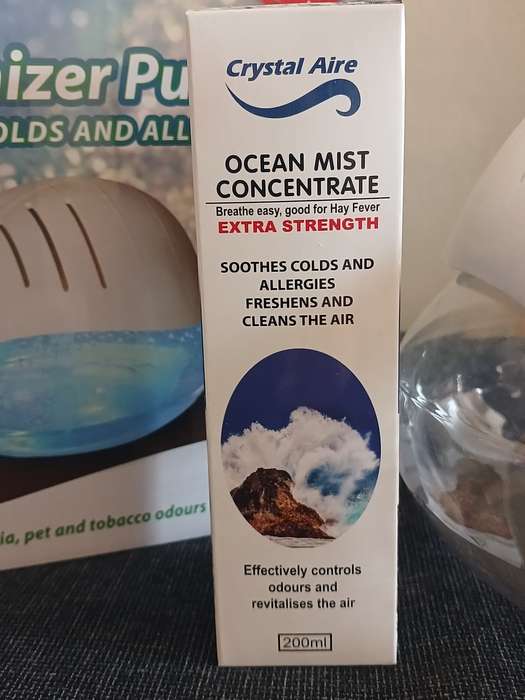 Crystal Aire
OCEAN MIST
CONCENTRATE
Breathe easy, good for Hay Fever
EXTRA STRENGTH
SOOTHES COLDS AND
ALLERGIES
FRESHENS AND
CLEANS THE AIR
Effectively controls
odours and
revitalises the air
200ml
izer Pu
OLDS AND ALL
ia, pet and tobacco odours